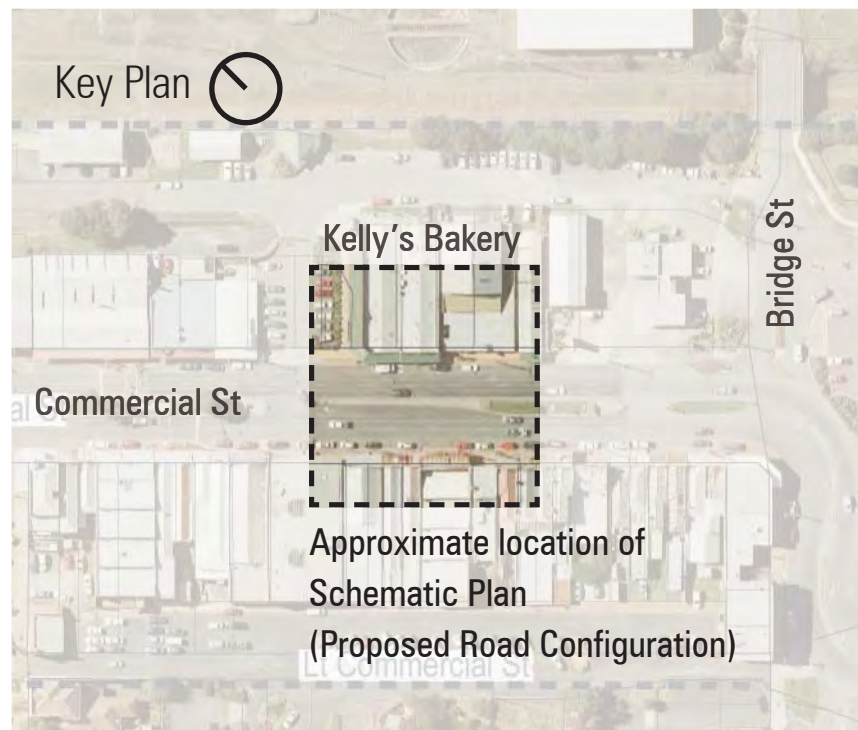 Key Plan
Kelly's Bakery
Bridge St
Commercial St
Approximate location of
Schematic Plan
(Proposed Road Configuration)
Lt Commercial St